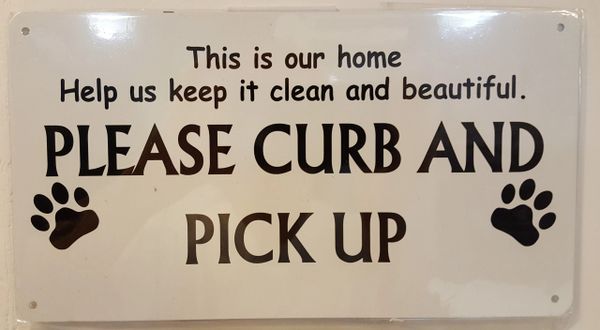 This is our home
Help us keep it clean and beautiful.
PLEASE CURB AND
PICK UP